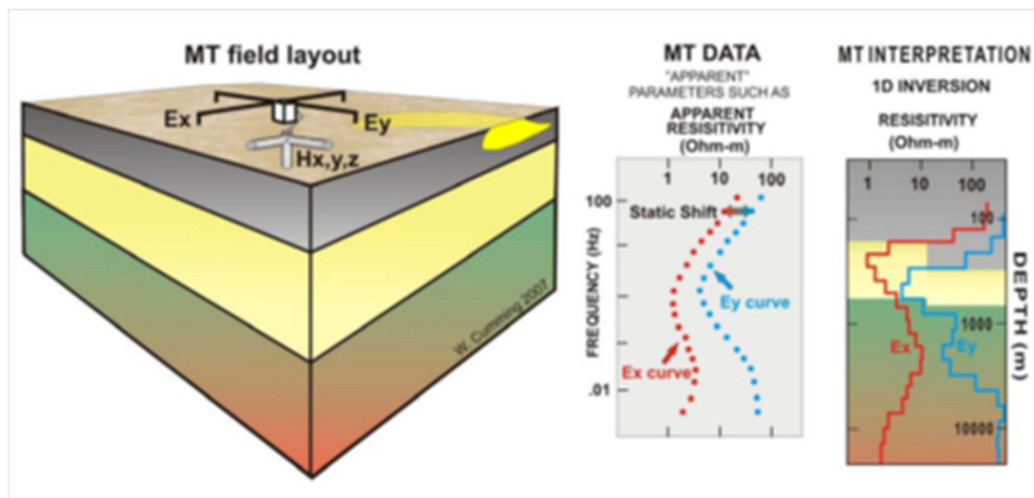 MT field layout
Ex
Ey
Hx,y,z
W. Cumming 2007
MT DATA
"APPARENT"
PARAMETERS SUCH AS
APPARENT
RESISITIVITY
(Ohm-m)
1 10 100
100
Static Shift
FREQUENCY (Hz)
Ey curve
Ex curve
.01
MT INTERPRETATION
1D INVERSION
RESISITIVITY
(Ohm-m)
1 10 100
100
1000
Ex
Ey
10000
DEPTH (m)